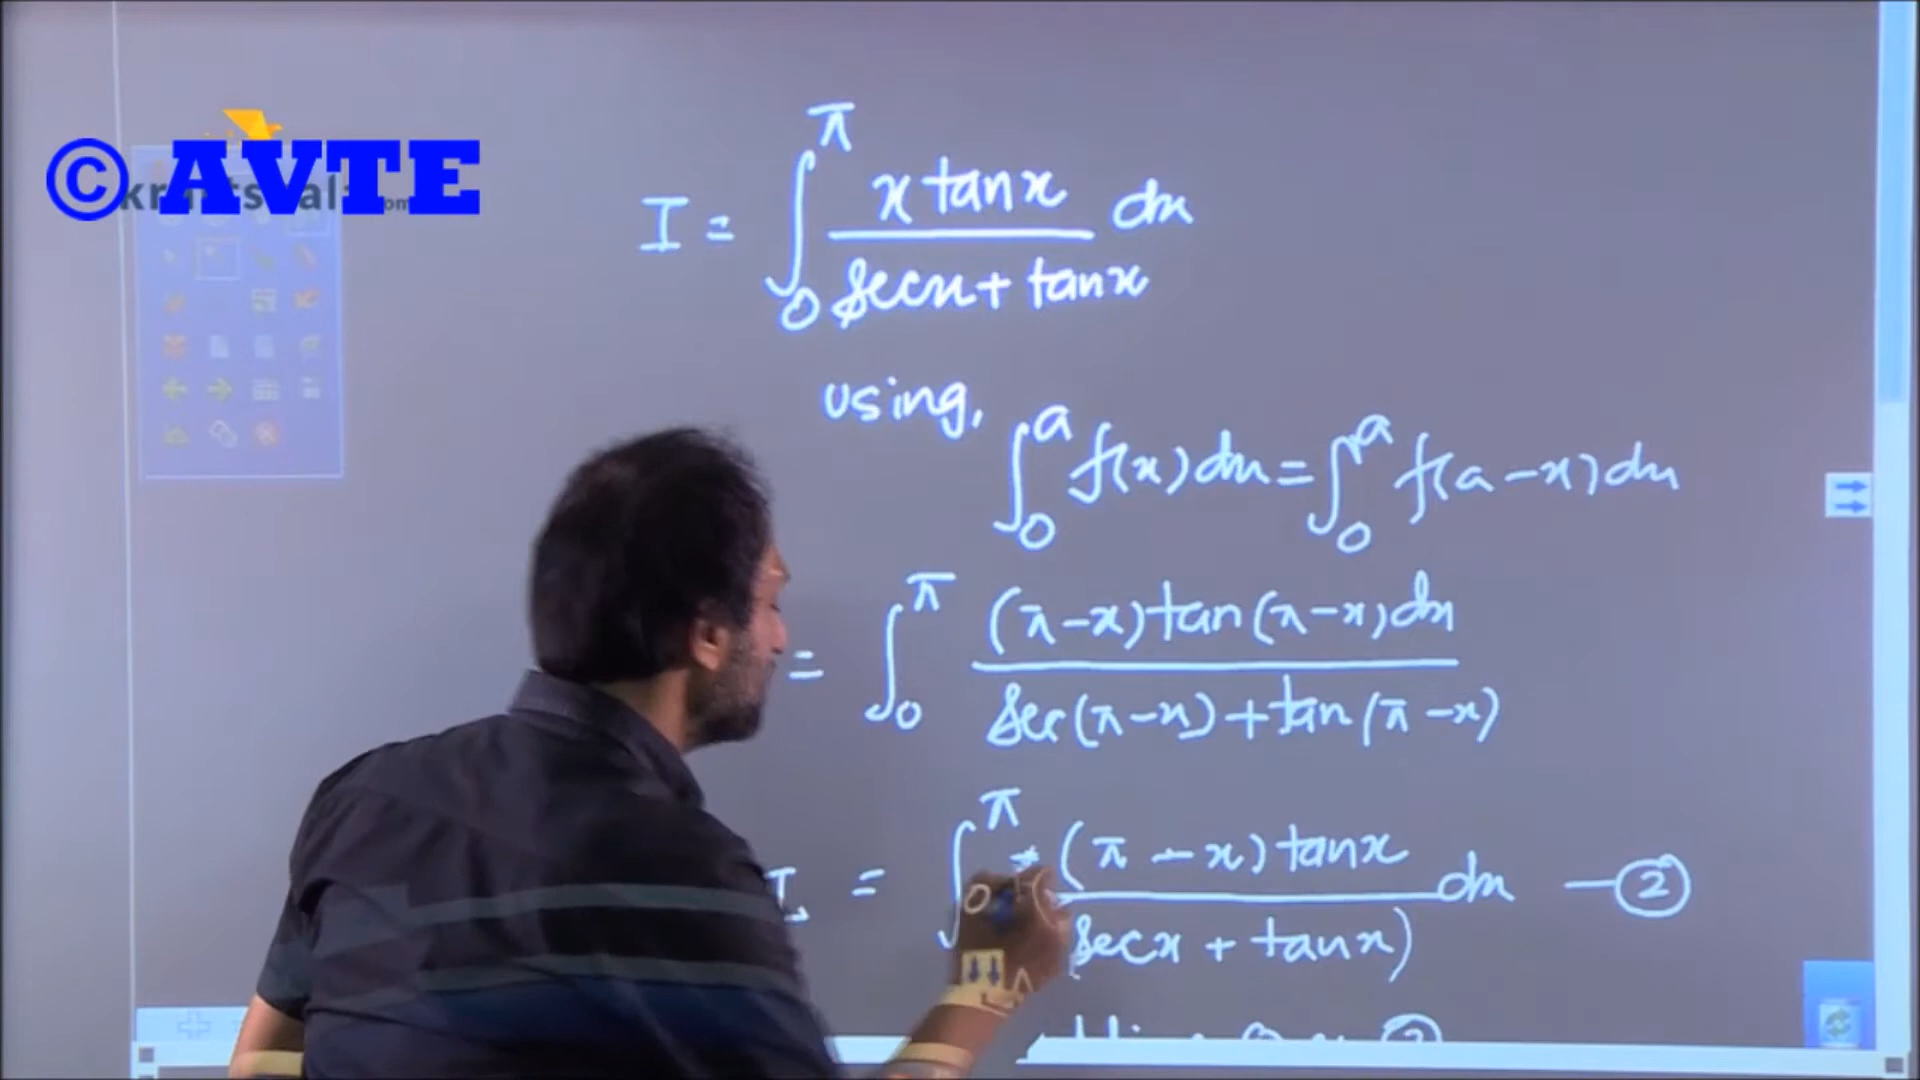 © AVTE
I = ∫₀^π x tan x / sec x + tan x dx
using,
∫₀^a f(x) dx = ∫₀^a f(a - x) dx
= ∫₀^π (π - x) tan (π - x) dx / sec (π - x) + tan (π - x)
I = ∫₀^π (π - x) tan x / (sec x + tan x) dx — ②